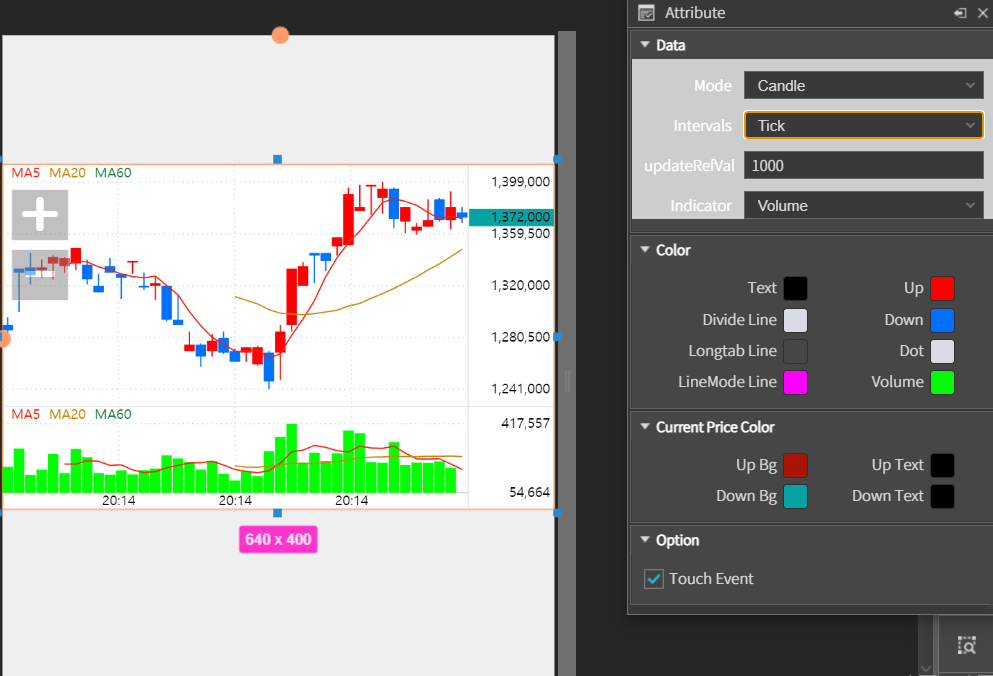 MA5 MA20 MA60
1,399,000
1,372,000
1,359,500
1,320,000
1,280,500
1,241,000
MA5 MA20 MA60
417,557
54,664
20:14 20:14 20:14
640 x 400
Attribute
Data
Mode Candle
Intervals Tick
updateRefVal 1000
Indicator Volume
Color
Text Up
Divide Line Down
Longtab Line Dot
LineMode Line Volume
Current Price Color
Up Bg Up Text
Down Bg Down Text
Option
Touch Event